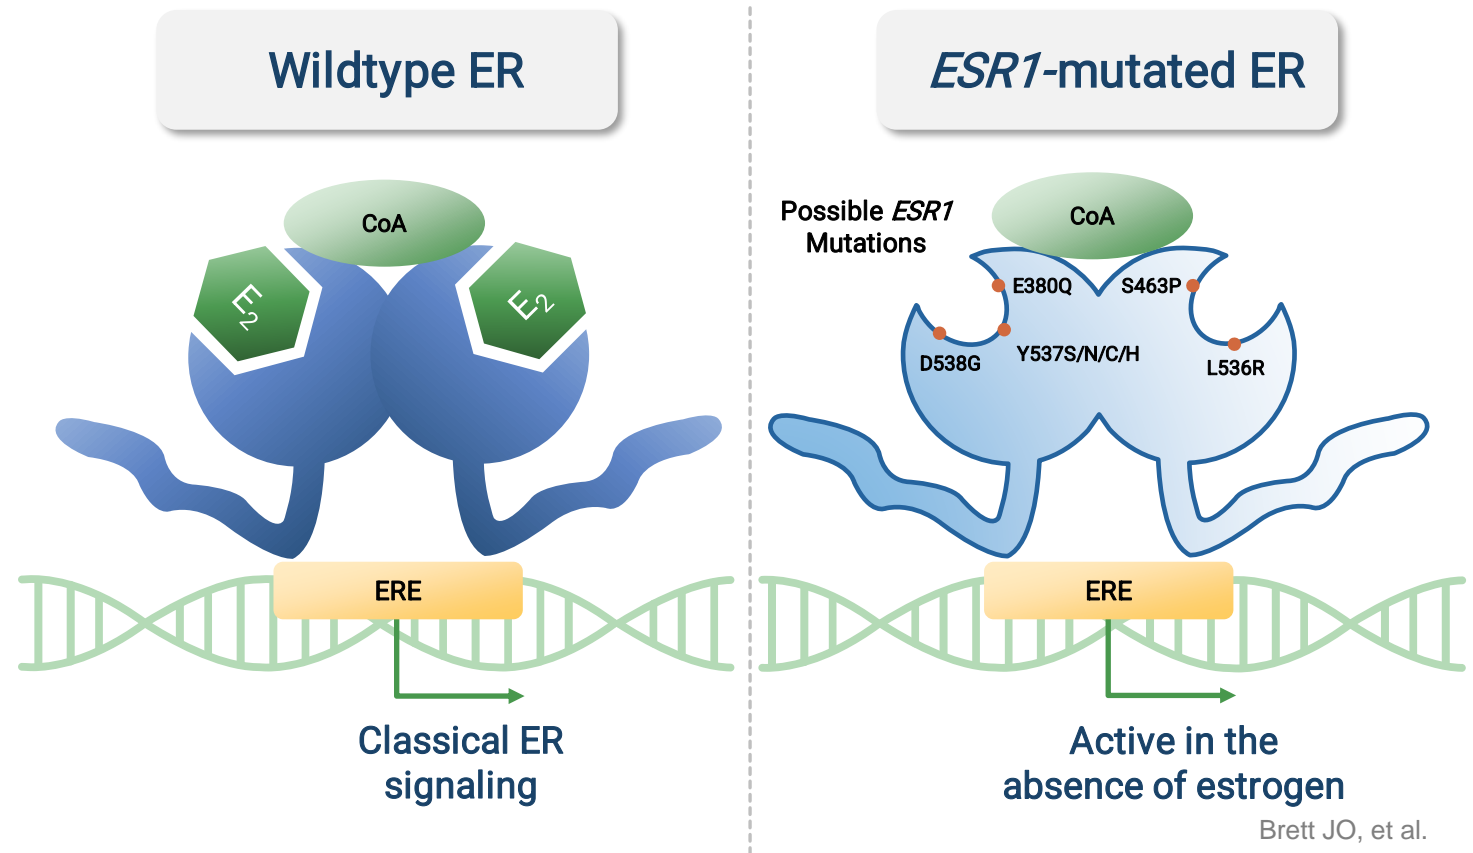 Wildtype ER
CoA
E2
E2
ERE
Classical ER
signaling
ESR1-mutated ER
Possible ESR1
Mutations
CoA
E380Q
S463P
D538G
Y537S/N/C/H
L536R
ERE
Active in the
absence of estrogen
Brett JO, et al.